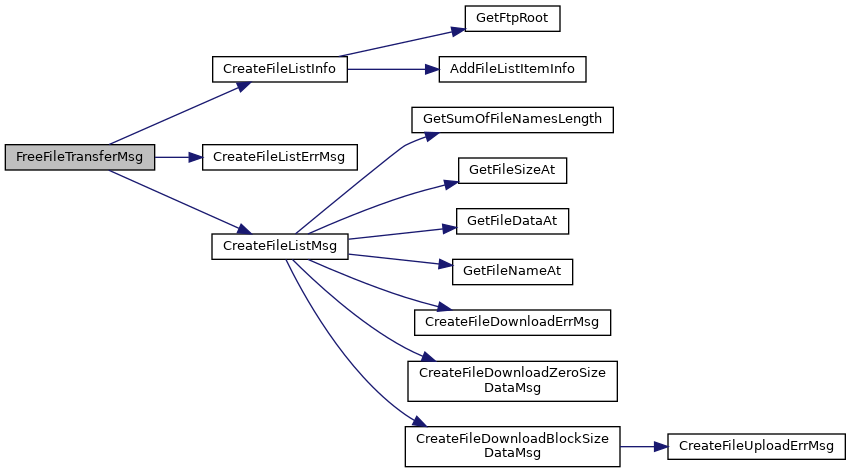 GetFtpRoot
CreateFileListInfo
AddFileListItemInfo
GetSumOfFileNamesLength
FreeFileTransferMsg
CreateFileListErrMsg
GetFileSizeAt
GetFileDataAt
CreateFileListMsg
GetFileNameAt
CreateFileDownloadErrMsg
CreateFileDownloadZeroSize
DataMsg
CreateFileDownloadBlockSize
DataMsg
CreateFileUploadErrMsg